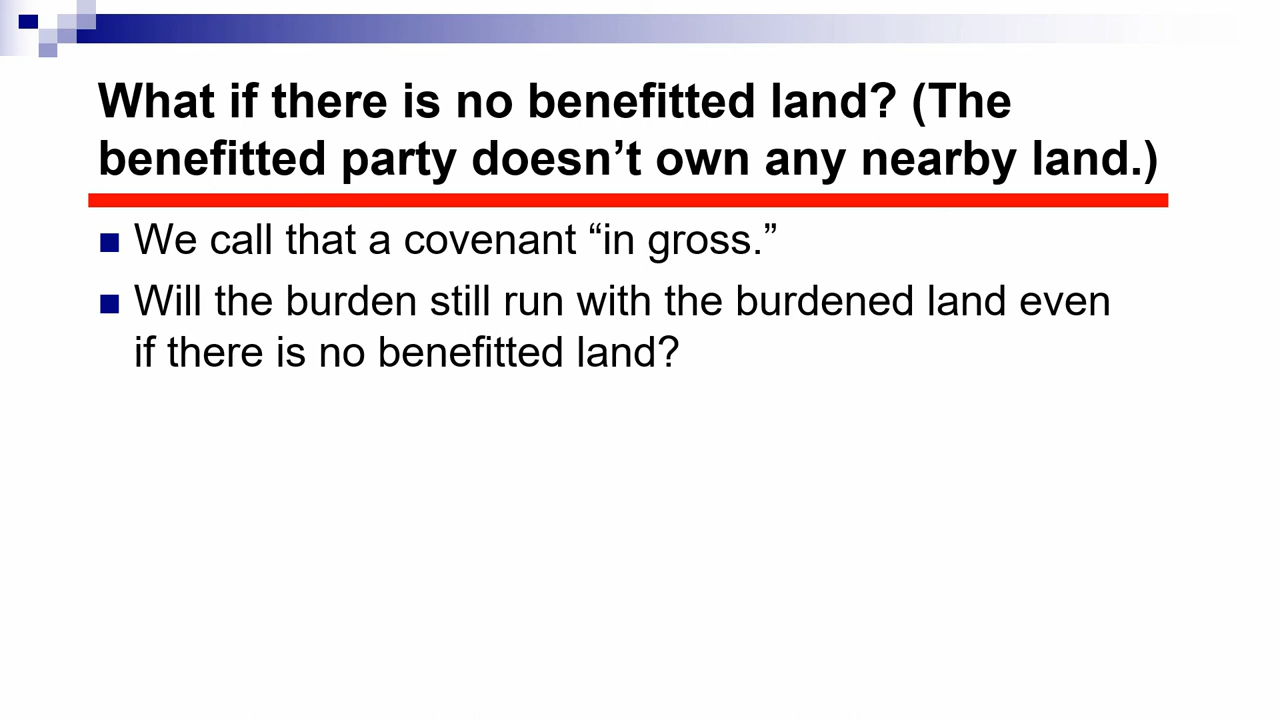 What if there is no benefitted land? (The
benefitted party doesn’t own any nearby land.)
We call that a covenant “in gross.”
Will the burden still run with the burdened land even
if there is no benefitted land?